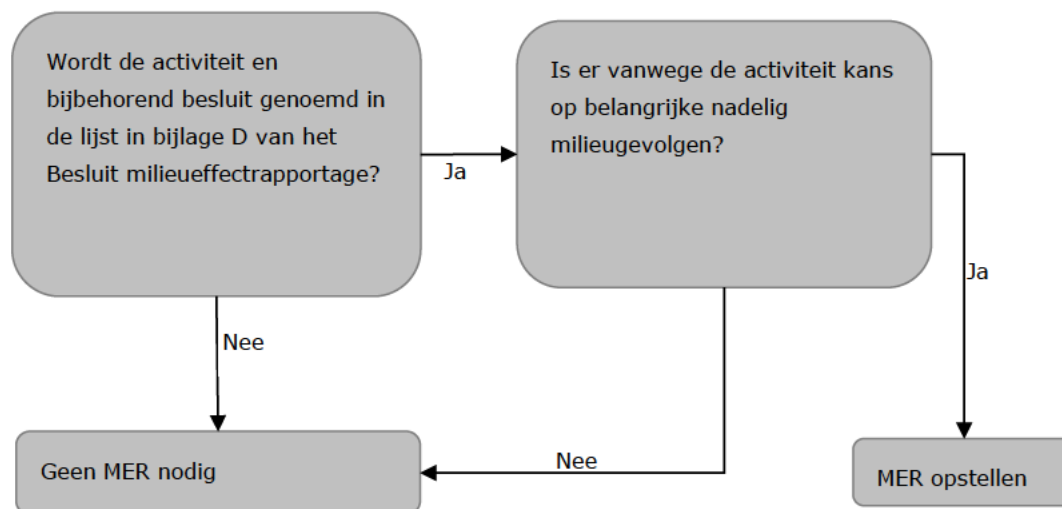 Wordt de activiteit en
bijbehorend besluit genoemd in
de lijst in bijlage D van het
Besluit milieueffectrapportage?
Ja
Is er vanwege de activiteit kans
op belangrijke nadelig
milieugevolgen?
Ja
Nee
Nee
Geen MER nodig
MER opstellen